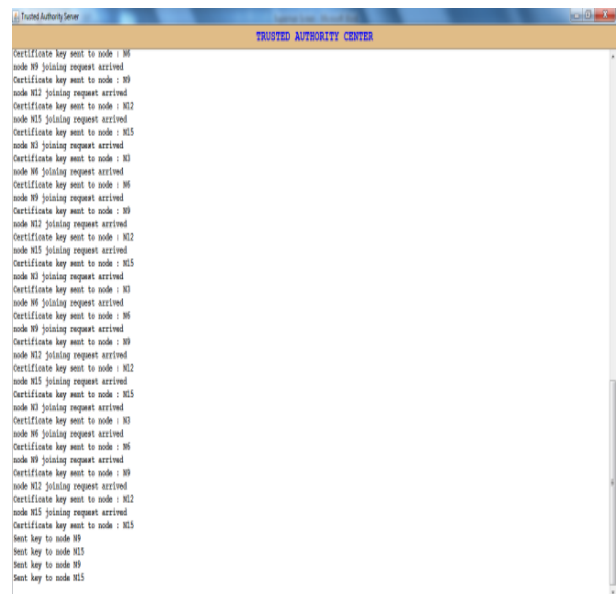 Trusted Authority Server
TRUSTED AUTHORITY CENTER
Certificate key sent to node : N6
node N9 joining request arrived
Certificate key sent to node : N9
node N12 joining request arrived
Certificate key sent to node : N12
node N15 joining request arrived
Certificate key sent to node : N15
node N3 joining request arrived
Certificate key sent to node : N3
node N6 joining request arrived
Certificate key sent to node : N6
node N9 joining request arrived
Certificate key sent to node : N9
node N12 joining request arrived
Certificate key sent to node : N12
node N15 joining request arrived
Certificate key sent to node : N15
node N3 joining request arrived
Certificate key sent to node : N3
node N6 joining request arrived
Certificate key sent to node : N6
node N9 joining request arrived
Certificate key sent to node : N9
node N12 joining request arrived
Certificate key sent to node : N12
node N15 joining request arrived
Certificate key sent to node : N15
node N3 joining request arrived
Certificate key sent to node : N3
node N6 joining request arrived
Certificate key sent to node : N6
node N9 joining request arrived
Certificate key sent to node : N9
node N12 joining request arrived
Certificate key sent to node : N12
node N15 joining request arrived
Certificate key sent to node : N15
Sent key to node N9
Sent key to node N15
Sent key to node N9
Sent key to node N15